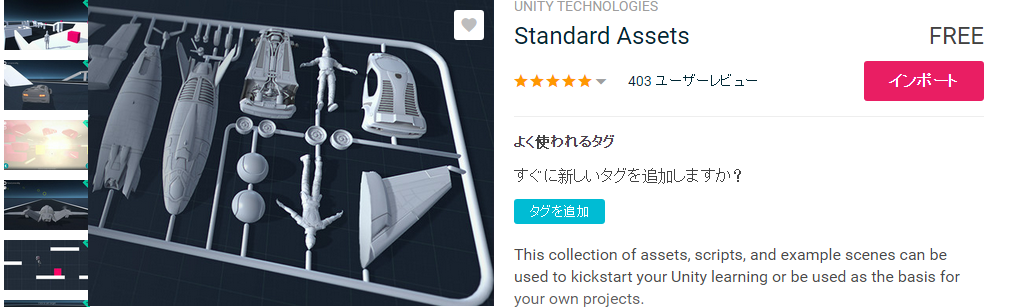 UNITY TECHNOLOGIES
Standard Assets
FREE
403 ユーザーレビュー
インポート
よく使われるタグ
すぐに新しいタグを追加しますか？
タグを追加
This collection of assets, scripts, and example scenes can be
used to kickstart your Unity learning or be used as the basis for
your own projects.